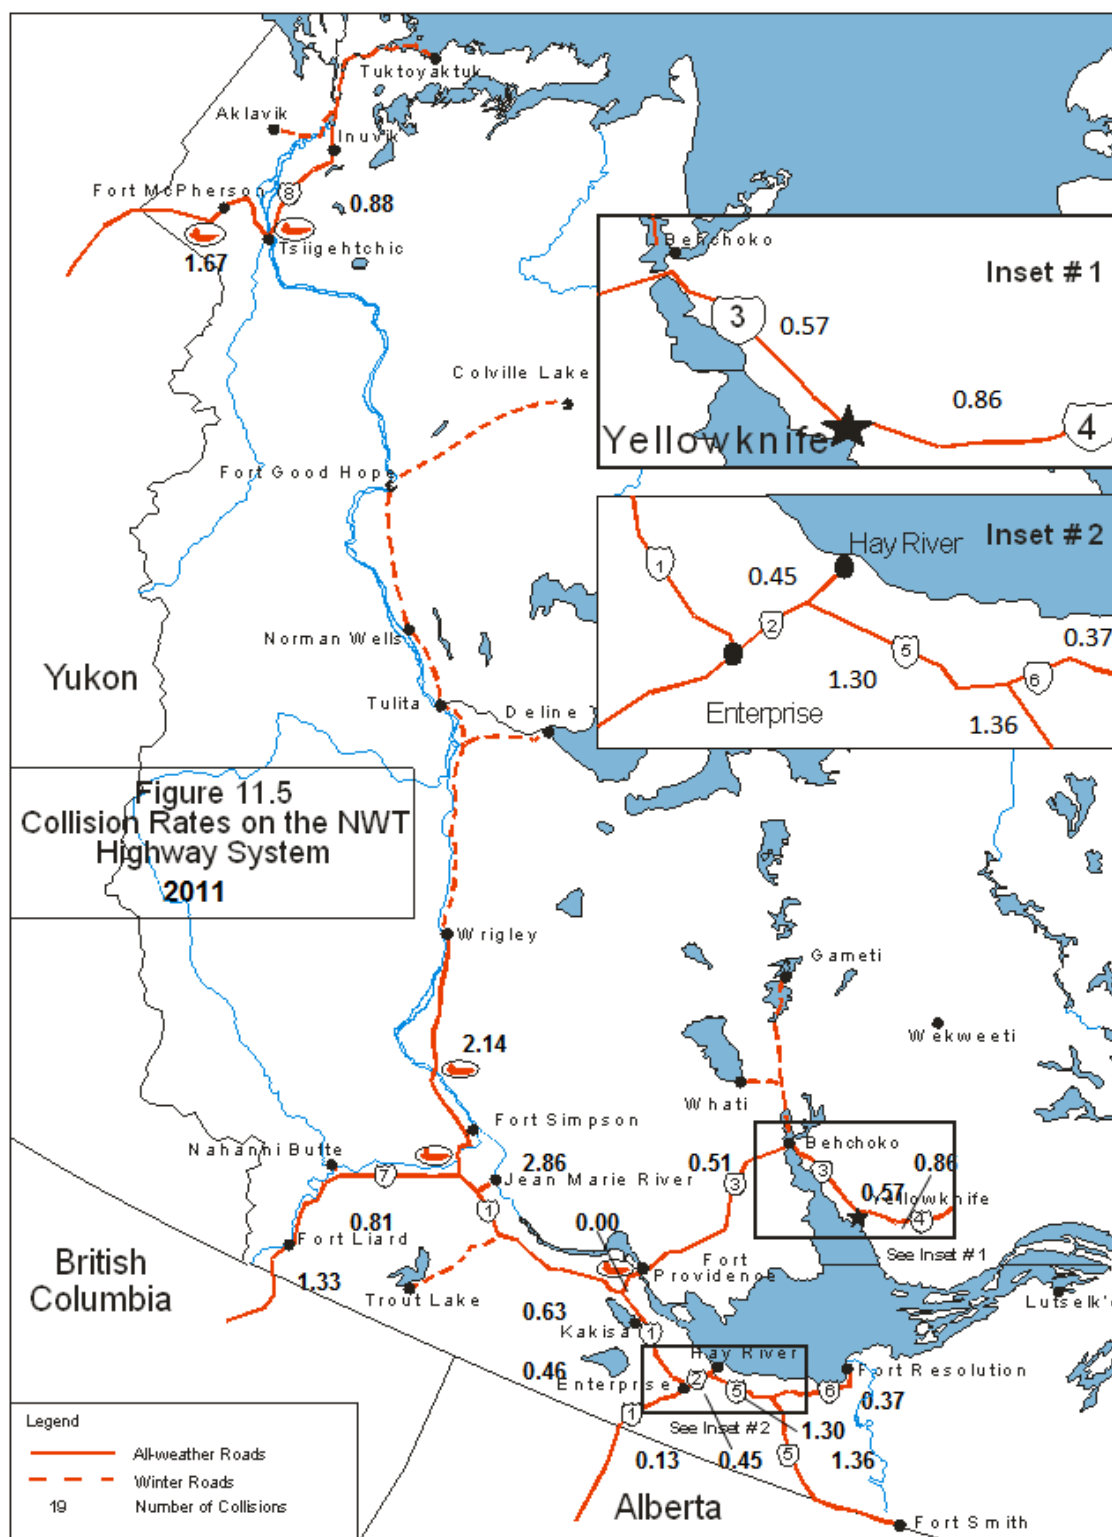 Tuktoyaktuk
Aklavik
Inuvik
Fort McPherson
8
0.88
Tsiigehtchic
1.67
Behchoko
Inset # 1
3
0.57
0.86
4
Yellowknife
Colville Lake
Fort Good Hope
Hay River
Inset # 2
1
0.45
2
5
0.37
6
1.30
Enterprise
1.36
Norman Wells
Yukon
Tulita
Deline
Figure 11.5
Collision Rates on the NWT
Highway System
2011
Wrigley
Gameti
Wekweeti
2.14
Whati
Fort Simpson
Nahanni Butte
Behchoko
2.86
0.51
3
0.86
7
Jean Marie River
3
0.57
Yellowknife
1
0.81
0.00
4
Fort Liard
See Inset #1
British
Columbia
1.33
Fort
Providence
Trout Lake
Lutselk'e
0.63
Kakisa
1
0.46
Hay River
Fort Resolution
Enterprise
2
5
6
0.37
1
See Inset #2
1.30
0.13
0.45
5
1.36
Alberta
Fort Smith
Legend
All-weather Roads
Winter Roads
19
Number of Collisions